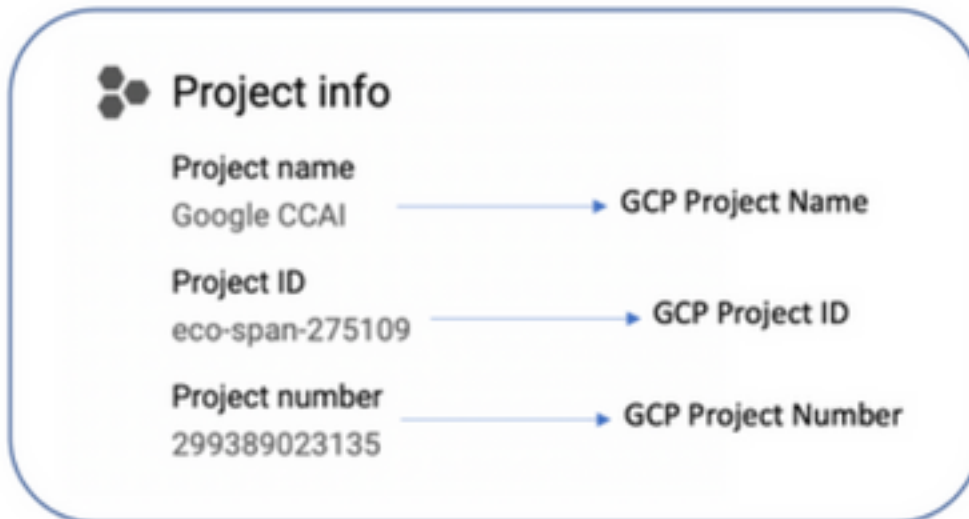 Project info
Project name
Google CCAI
GCP Project Name
Project ID
eco-span-275109
GCP Project ID
Project number
299389023135
GCP Project Number